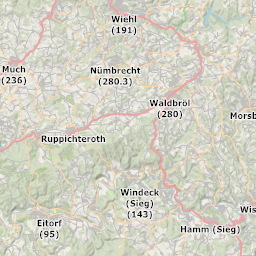 Wiehl
(191)
Nümbrecht
(280.3)
Much
(236)
Waldbröl
(280)
Morsb
Ruppichteroth
Windeck
(Sieg)
(143)
Eitorf
(95)
Wis
Hamm (Sieg)